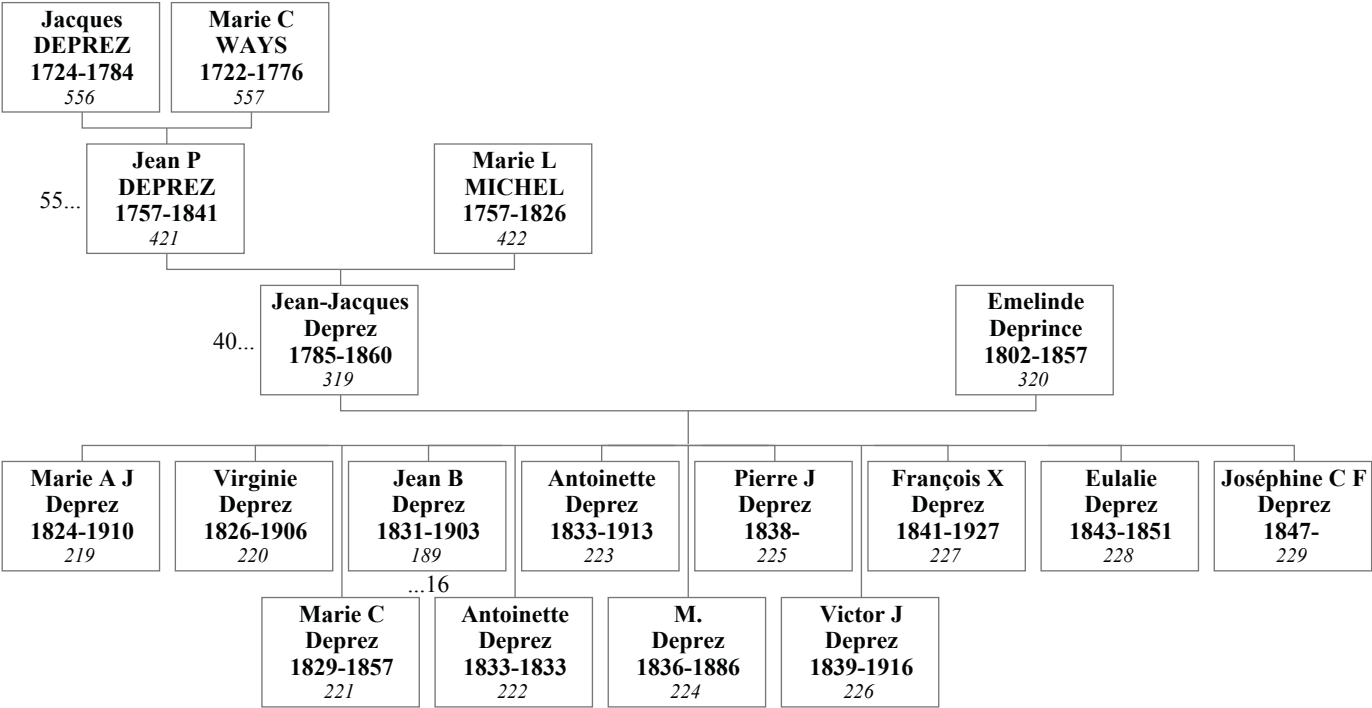 Jacques
DEPREZ
1724-1784
556
Marie C
WAYS
1722-1776
557
55...
Jean P
DEPREZ
1757-1841
421
Marie L
MICHEL
1757-1826
422
40...
Jean-Jacques
Deprez
1785-1860
319
Emelinde
Deprince
1802-1857
320
Marie A J
Deprez
1824-1910
219
Virginie
Deprez
1826-1906
220
Jean B
Deprez
1831-1903
189
...16
Antoinette
Deprez
1833-1913
223
Pierre J
Deprez
1838-
225
François X
Deprez
1841-1927
227
Eulalie
Deprez
1843-1851
228
Joséphine C F
Deprez
1847-
229
Marie C
Deprez
1829-1857
221
Antoinette
Deprez
1833-1833
222
M.
Deprez
1836-1886
224
Victor J
Deprez
1839-1916
226